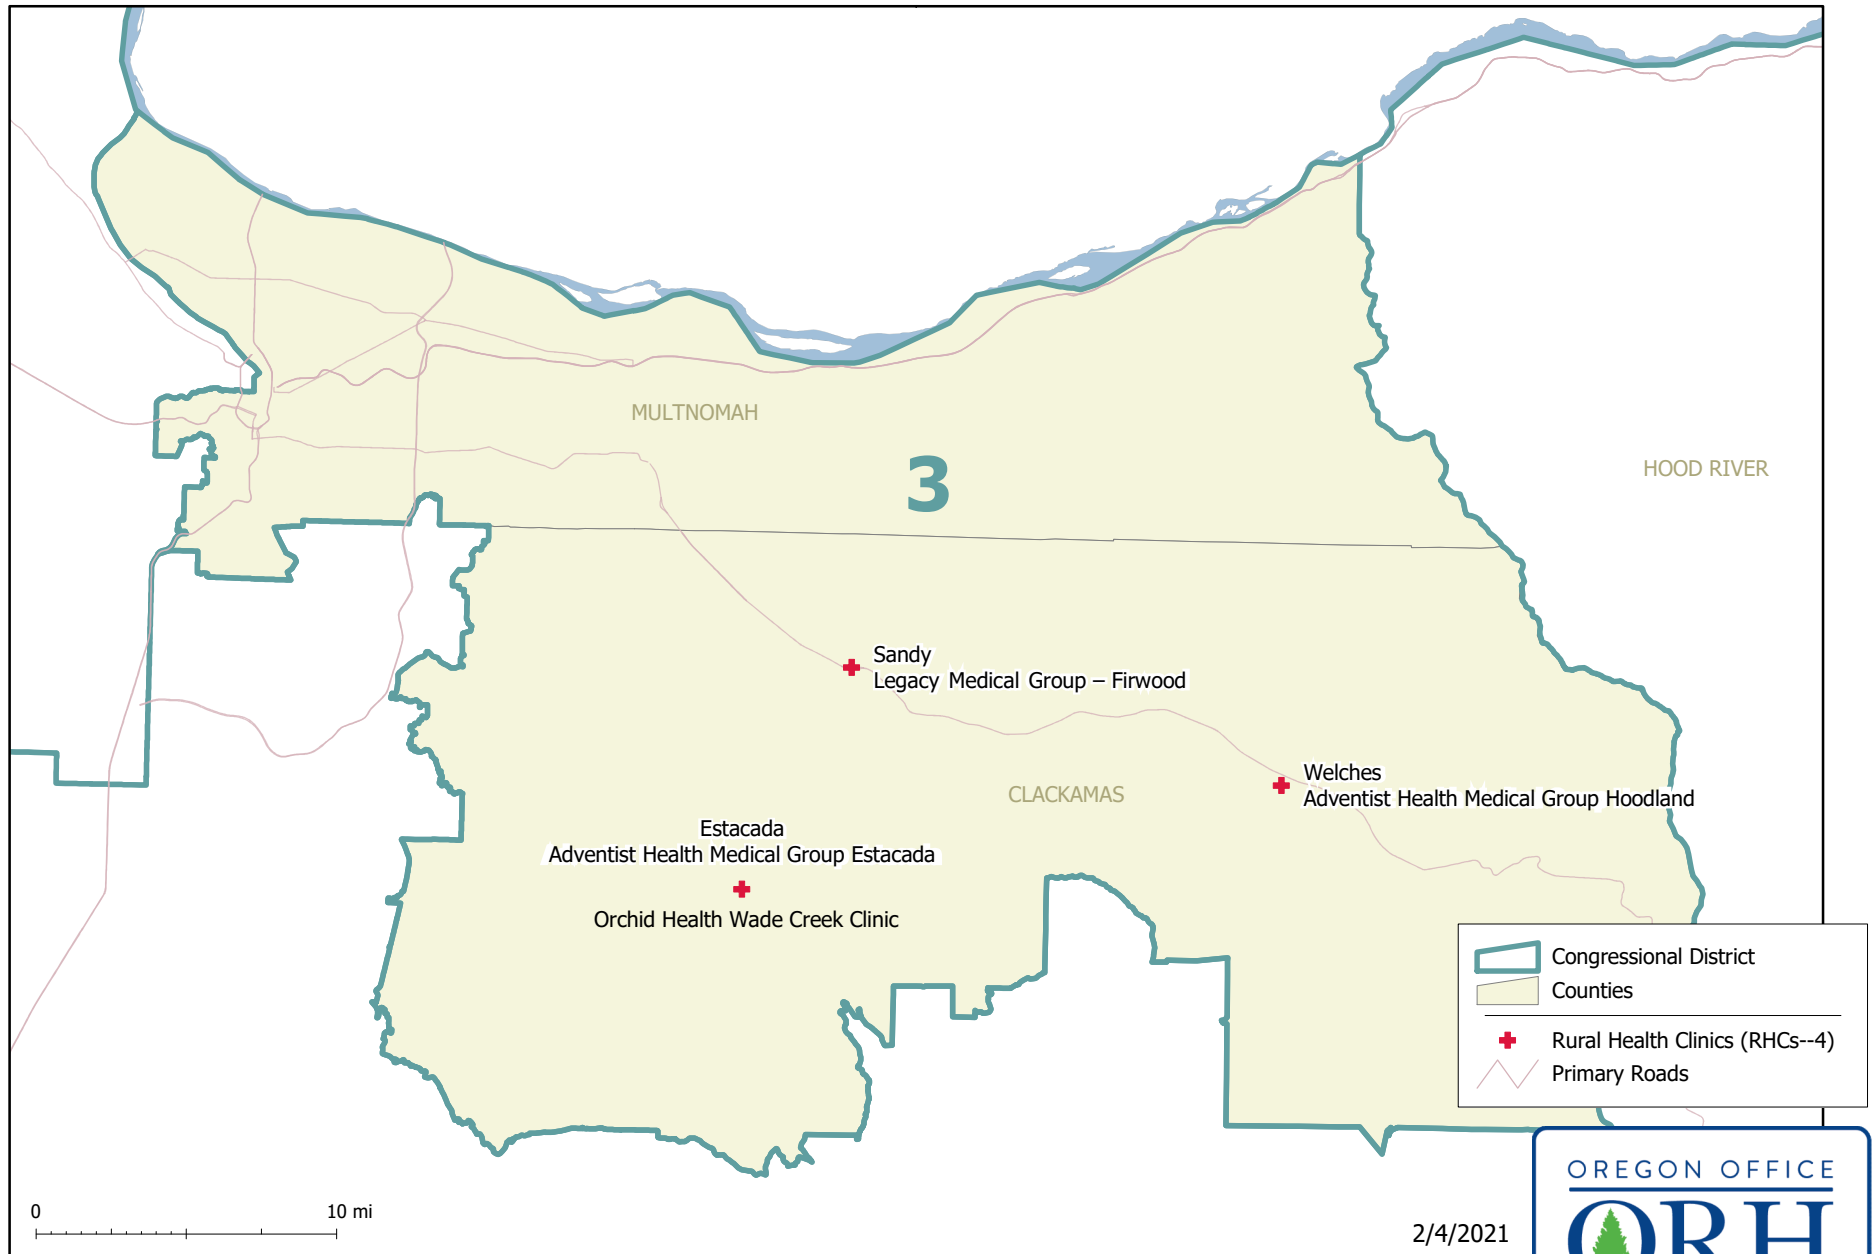 MULTNOMAH
3
HOOD RIVER
Sandy
Legacy Medical Group – Firwood
Welches
Adventist Health Medical Group Hoodland
CLACKAMAS
Estacada
Adventist Health Medical Group Estacada
Orchid Health Wade Creek Clinic
Congressional District
Counties
Rural Health Clinics (RHCs--4)
Primary Roads
0 10 mi
2/4/2021
OREGON OFFICE
ORH